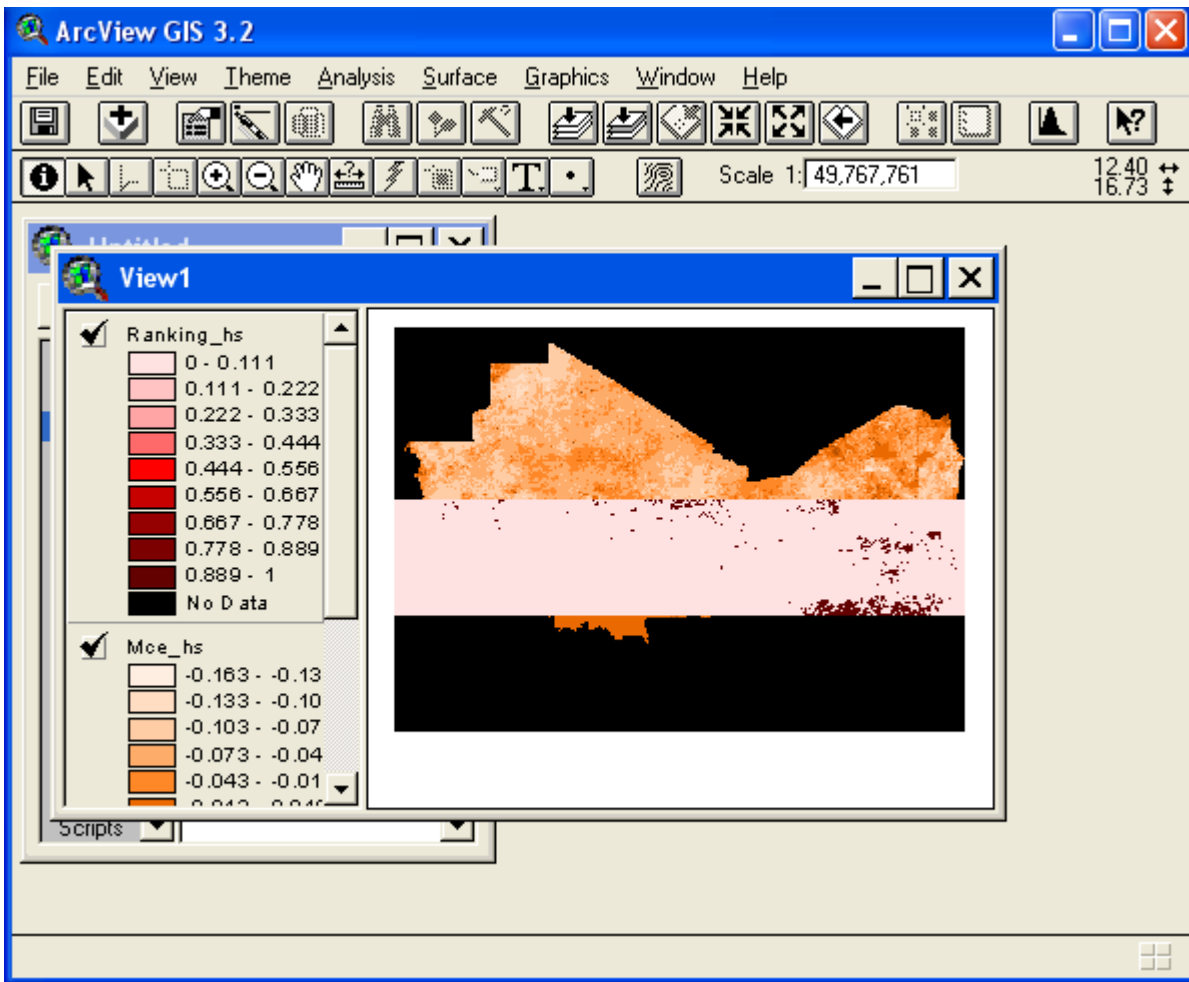 ArcView GIS 3.2
File Edit View Theme Analysis Surface Graphics Window Help
T
Scale 1: 49,767,761
12.40
16.73
Untitled
View1
Ranking_hs
0 - 0.111
0.111 - 0.222
0.222 - 0.333
0.333 - 0.444
0.444 - 0.556
0.556 - 0.667
0.667 - 0.778
0.778 - 0.889
0.889 - 1
No Data
Mce_hs
-0.163 - -0.13
-0.133 - -0.10
-0.103 - -0.07
-0.073 - -0.04
-0.043 - -0.01
Scripts